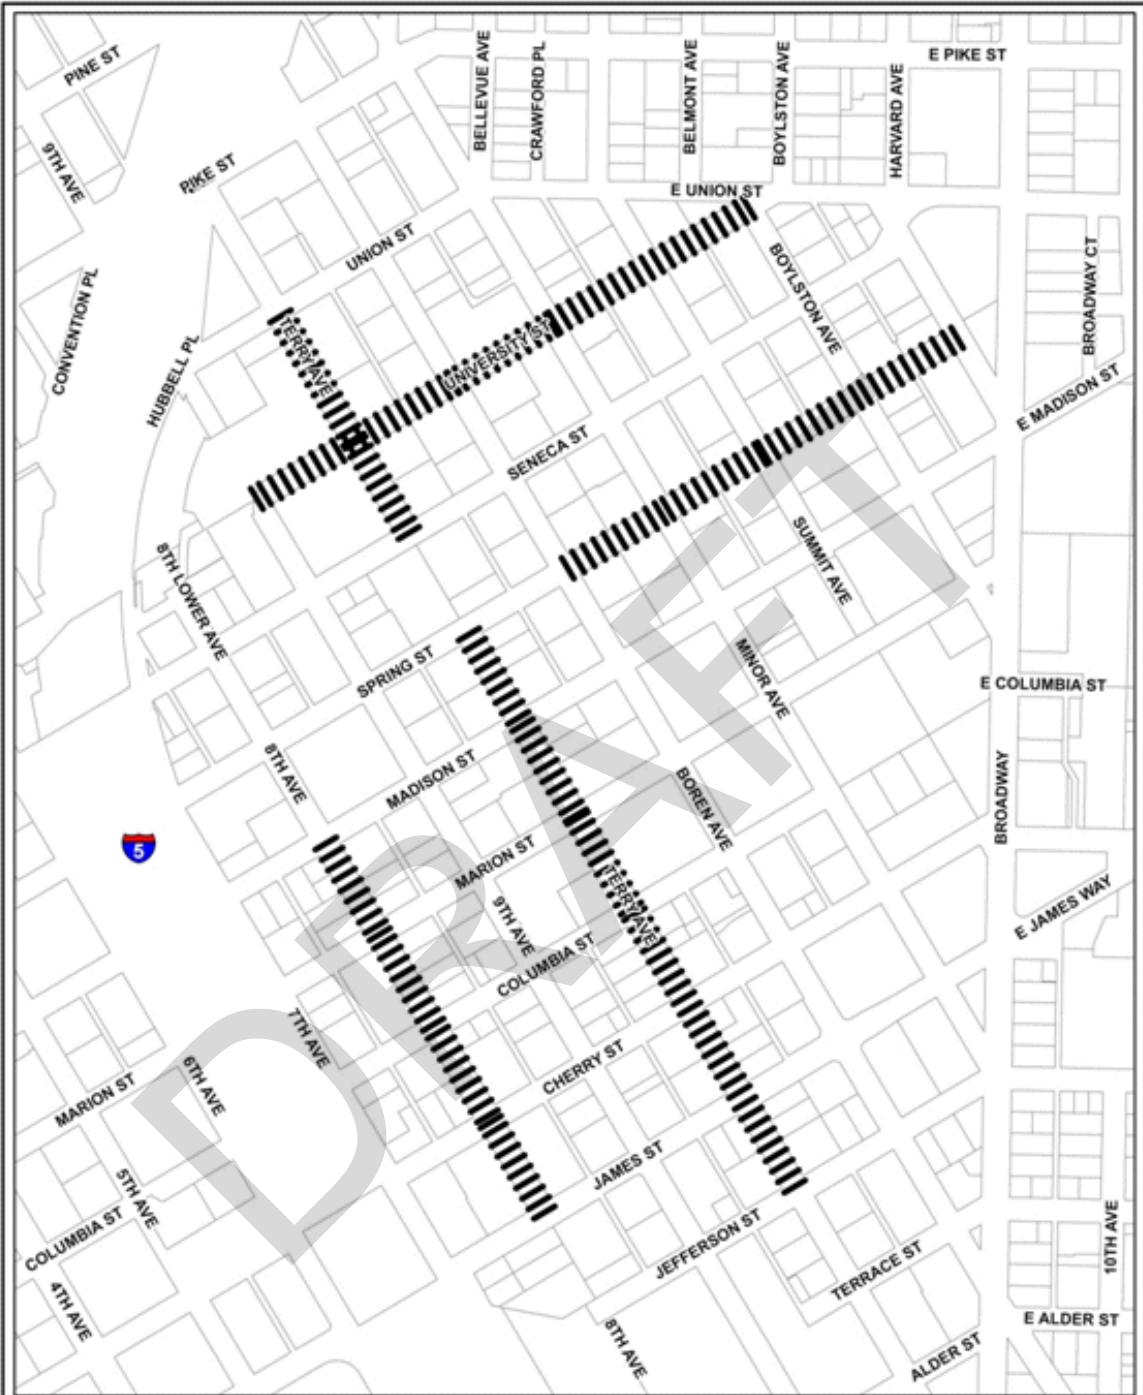 PINE ST
BELLEVUE AVE
CRAWFORD PL
BELMONT AVE
BOYLSTON AVE
HARVARD AVE
E PIKE ST
9TH AVE
PIKE ST
E UNION ST
UNION ST
CONVENTION PL
HUBBELL PL
TERRY AVE
UNIVERSITY ST
BOYLSTON AVE
BROADWAY CT
E MADISON ST
SENECA ST
8TH LOWER AVE
SUMMIT AVE
SPRING ST
MINOR AVE
E COLUMBIA ST
8TH AVE
MADISON ST
BOREN AVE
BROADWAY
5
MARION ST
TERRY AVE
9TH AVE
COLUMBIA ST
E JAMES WAY
7TH AVE
6TH AVE
MARION ST
CHERRY ST
DRAFT
5TH AVE
JAMES ST
COLUMBIA ST
JEFFERSON ST
TERRACE ST
10TH AVE
4TH AVE
8TH AVE
E ALDER ST
ALDER ST